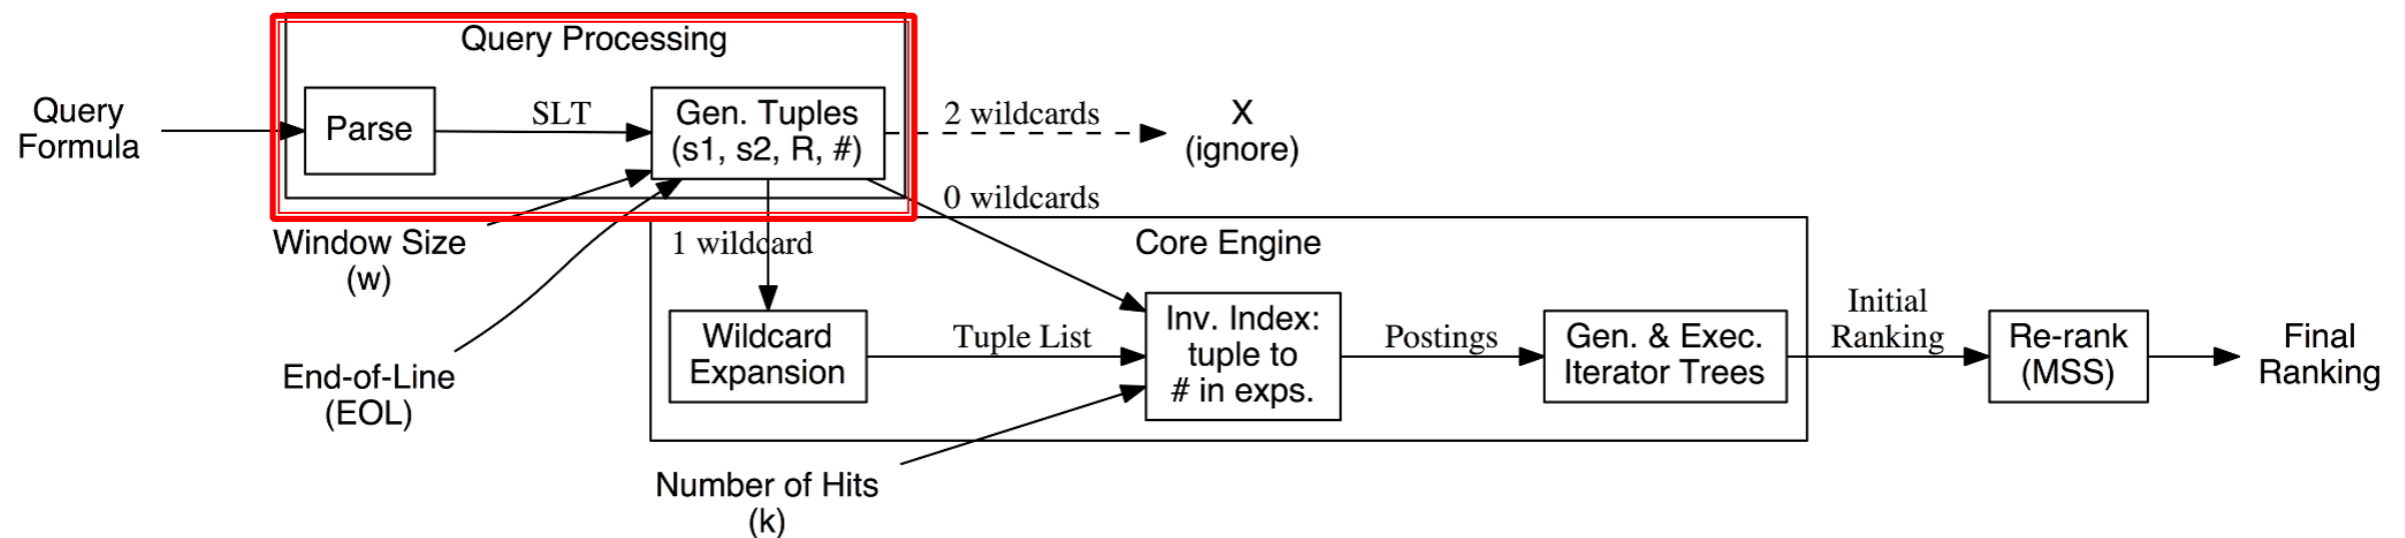 Query Processing
Query
Formula
Parse
SLT
Gen. Tuples
(s1, s2, R, #)
2 wildcards
X
(ignore)
0 wildcards
Window Size
(w)
1 wildcard
Core Engine
End-of-Line
(EOL)
Wildcard
Expansion
Tuple List
Inv. Index:
tuple to
# in exps.
Postings
Gen. & Exec.
Iterator Trees
Initial
Ranking
Re-rank
(MSS)
Final
Ranking
Number of Hits
(k)